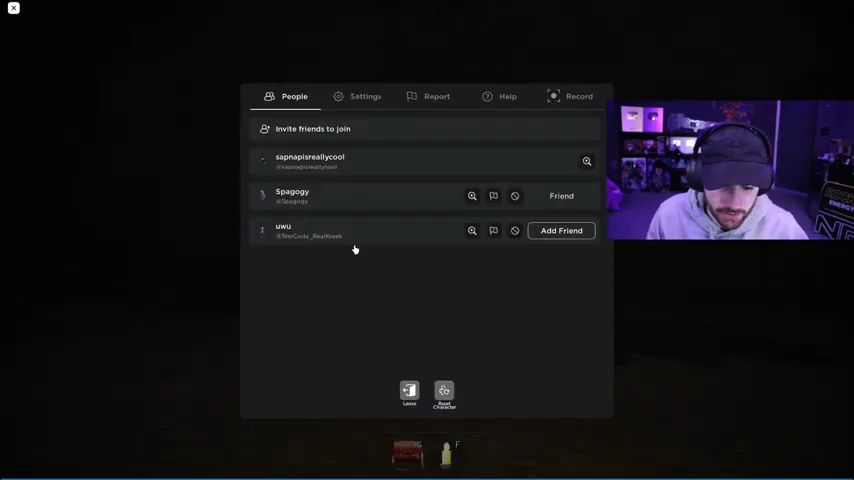 People
Settings
Report
Help
Record
Invite friends to join
sapnapisreallycool
@sapnapisreallycool
Spagogy
@Spagogy
Friend
uwu
@StarCode_RealKreek
Add Friend
Leave
Reset
Character
G
F
ENERGY